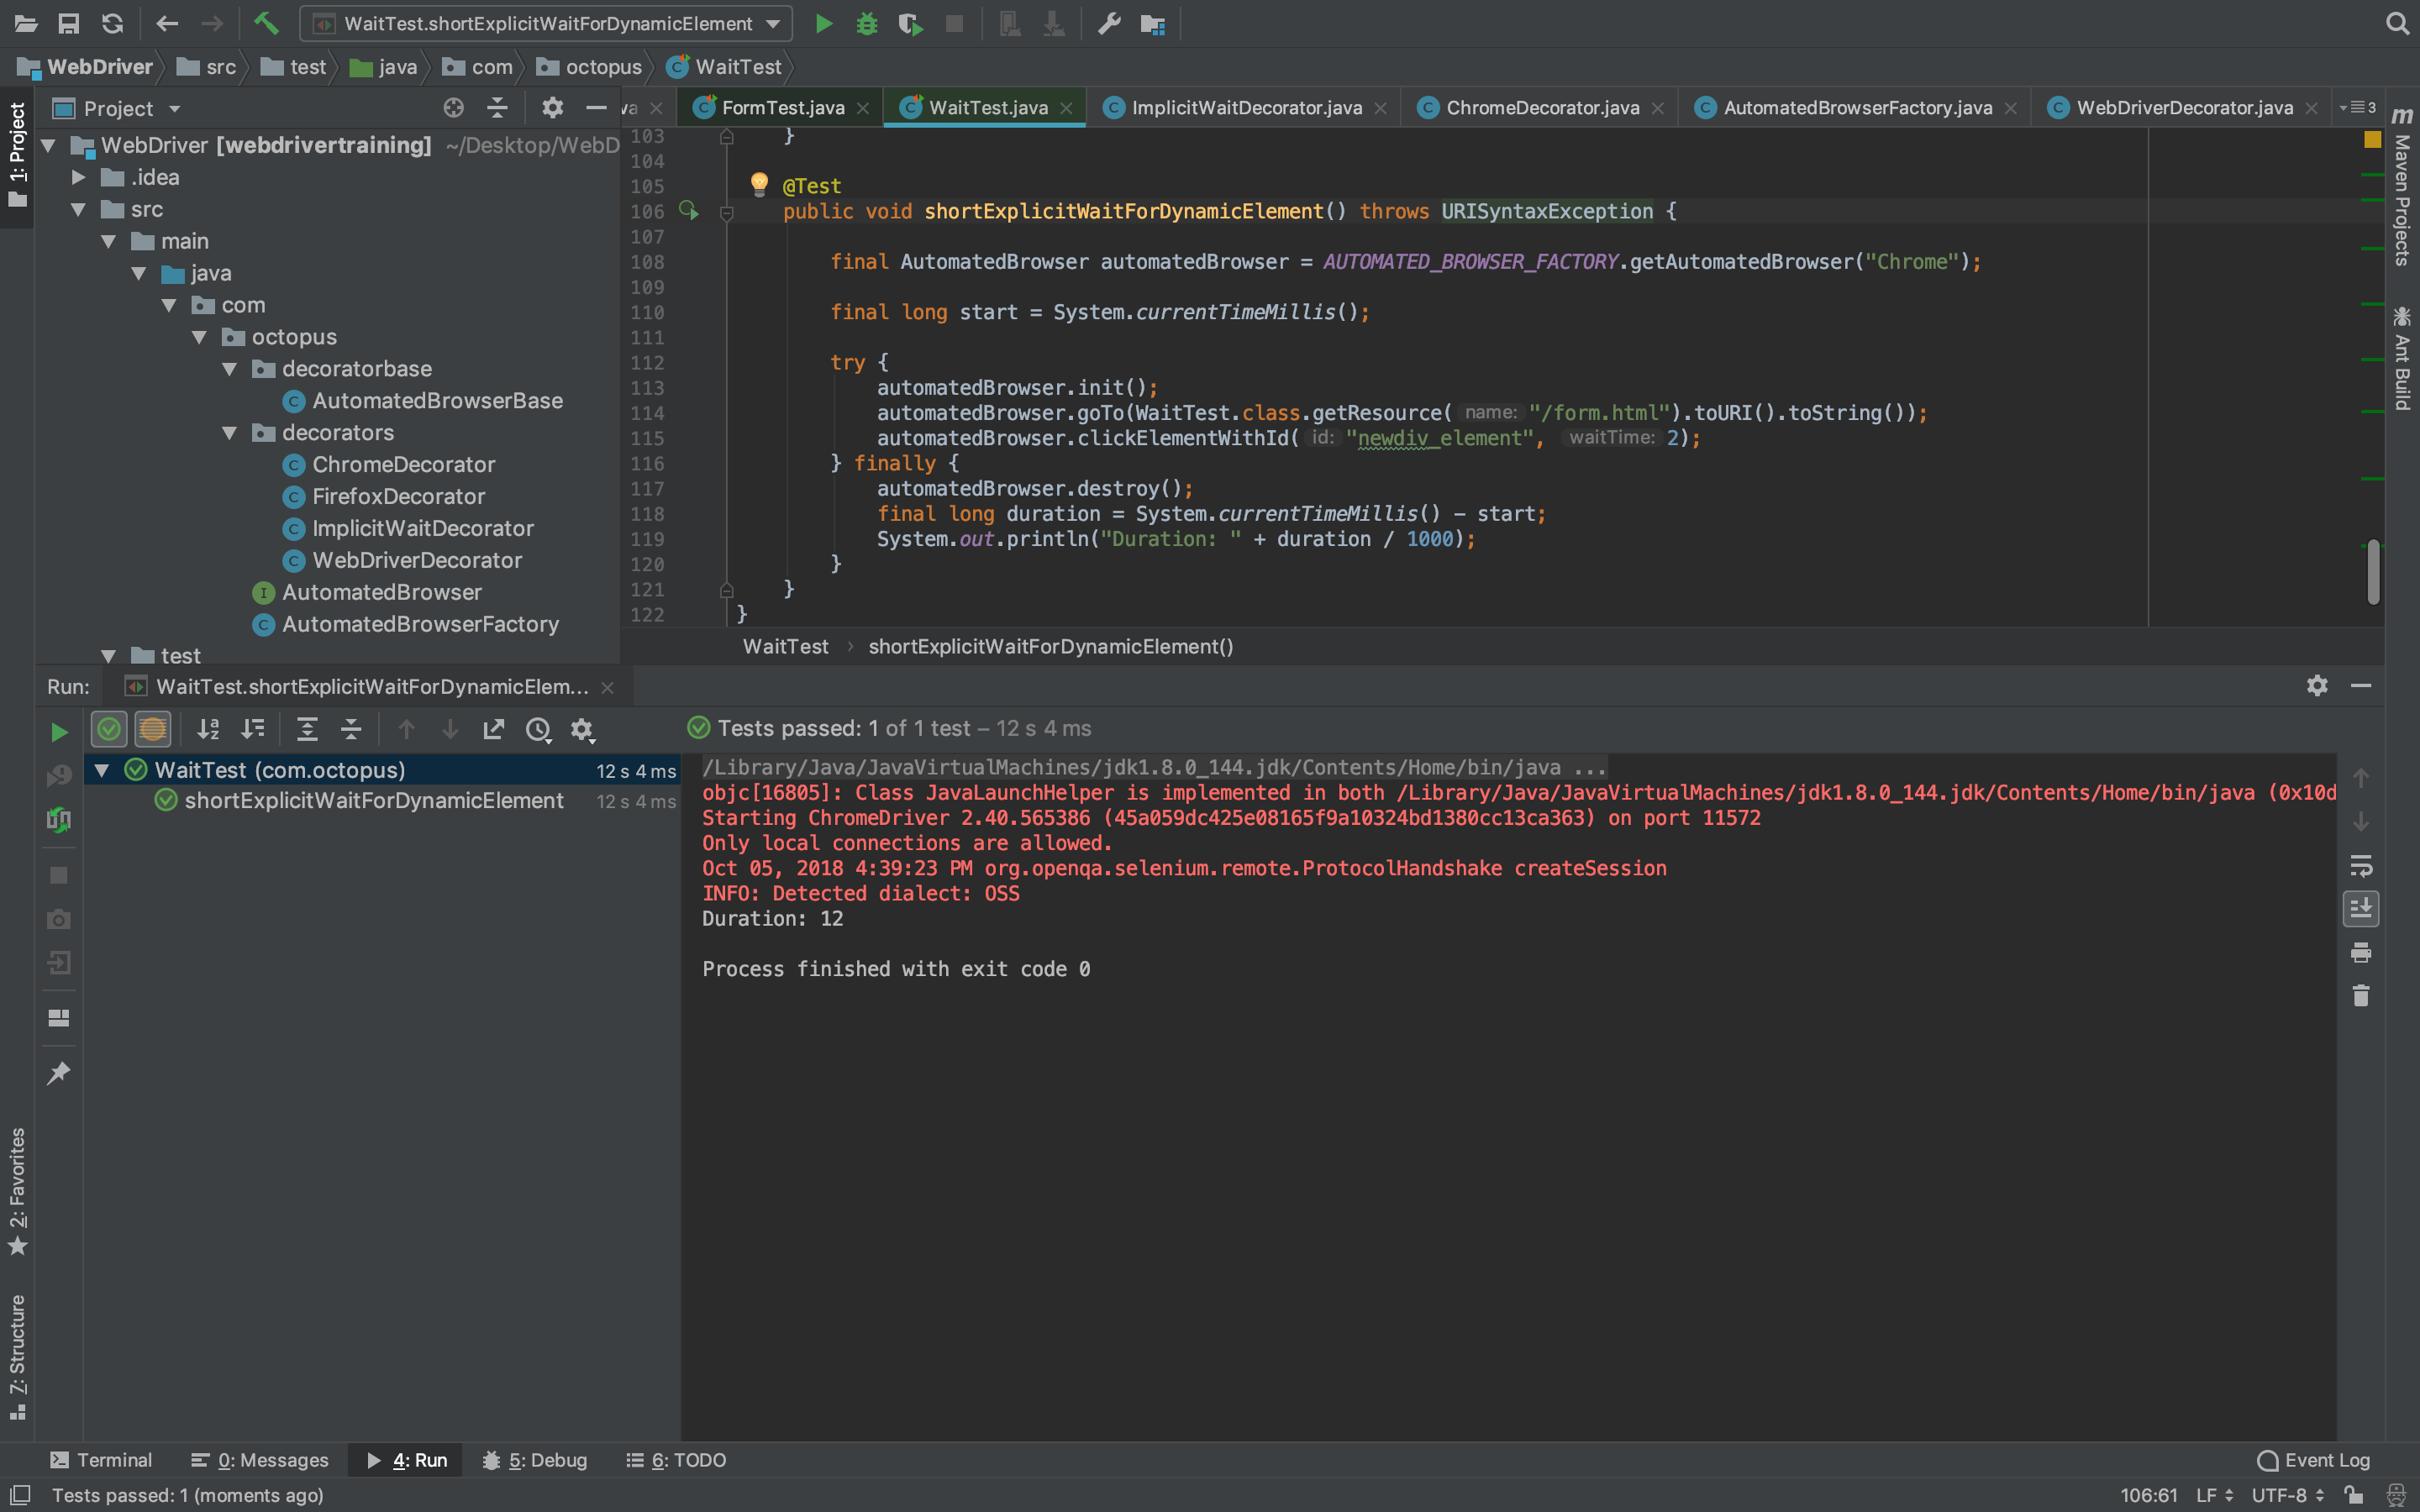 WaitTest.shortExplicitWaitForDynamicElement
WebDriver src test java com octopus WaitTest
1: Project
Project
va FormTest.java WaitTest.java ImplicitWaitDecorator.java ChromeDecorator.java AutomatedBrowserFactory.java WebDriverDecorator.java 3
WebDriver [webdrivertraining] ~/Desktop/WebD
.idea
src
main
java
com
octopus
decoratorbase
AutomatedBrowserBase
decorators
ChromeDecorator
FirefoxDecorator
ImplicitWaitDecorator
WebDriverDecorator
AutomatedBrowser
AutomatedBrowserFactory
test
103 }
104
105 @Test
106 public void shortExplicitWaitForDynamicElement() throws URISyntaxException {
107
108 final AutomatedBrowser automatedBrowser = AUTOMATED_BROWSER_FACTORY.getAutomatedBrowser("Chrome");
109
110 final long start = System.currentTimeMillis();
111
112 try {
113 automatedBrowser.init();
114 automatedBrowser.goTo(WaitTest.class.getResource( name: "/form.html").toURI().toString());
115 automatedBrowser.clickElementWithId( id: "newdiv_element", waitTime: 2);
116 } finally {
117 automatedBrowser.destroy();
118 final long duration = System.currentTimeMillis() - start;
119 System.out.println("Duration: " + duration / 1000);
120 }
121 }
122 }
WaitTest › shortExplicitWaitForDynamicElement()
m Maven Projects
Ant Build
Run: WaitTest.shortExplicitWaitForDynamicElem...
Tests passed: 1 of 1 test – 12 s 4 ms
WaitTest (com.octopus) 12 s 4 ms
shortExplicitWaitForDynamicElement 12 s 4 ms
/Library/Java/JavaVirtualMachines/jdk1.8.0_144.jdk/Contents/Home/bin/java ...
objc[16805]: Class JavaLaunchHelper is implemented in both /Library/Java/JavaVirtualMachines/jdk1.8.0_144.jdk/Contents/Home/bin/java (0x10d
Starting ChromeDriver 2.40.565386 (45a059dc425e08165f9a10324bd1380cc13ca363) on port 11572
Only local connections are allowed.
Oct 05, 2018 4:39:23 PM org.openqa.selenium.remote.ProtocolHandshake createSession
INFO: Detected dialect: OSS
Duration: 12
Process finished with exit code 0
2: Favorites
7: Structure
Terminal 0: Messages 4: Run 5: Debug 6: TODO Event Log
Tests passed: 1 (moments ago) 106:61 LF UTF-8